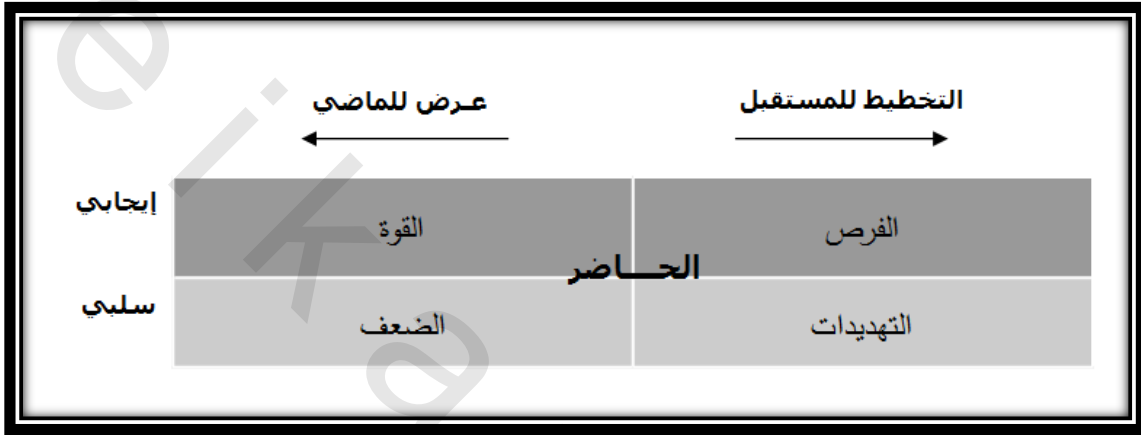 التخطيط للمستقبل
عـرض للماضي
إيجابي
الفرص
القوة
الحـــاضر
سلبي
التهديدات
الضعف